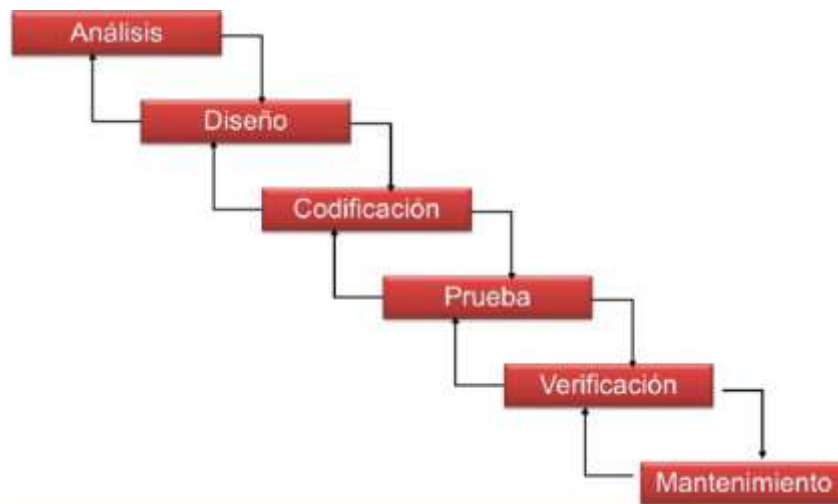 Análisis
Diseño
Codificación
Prueba
Verificación
Mantenimiento